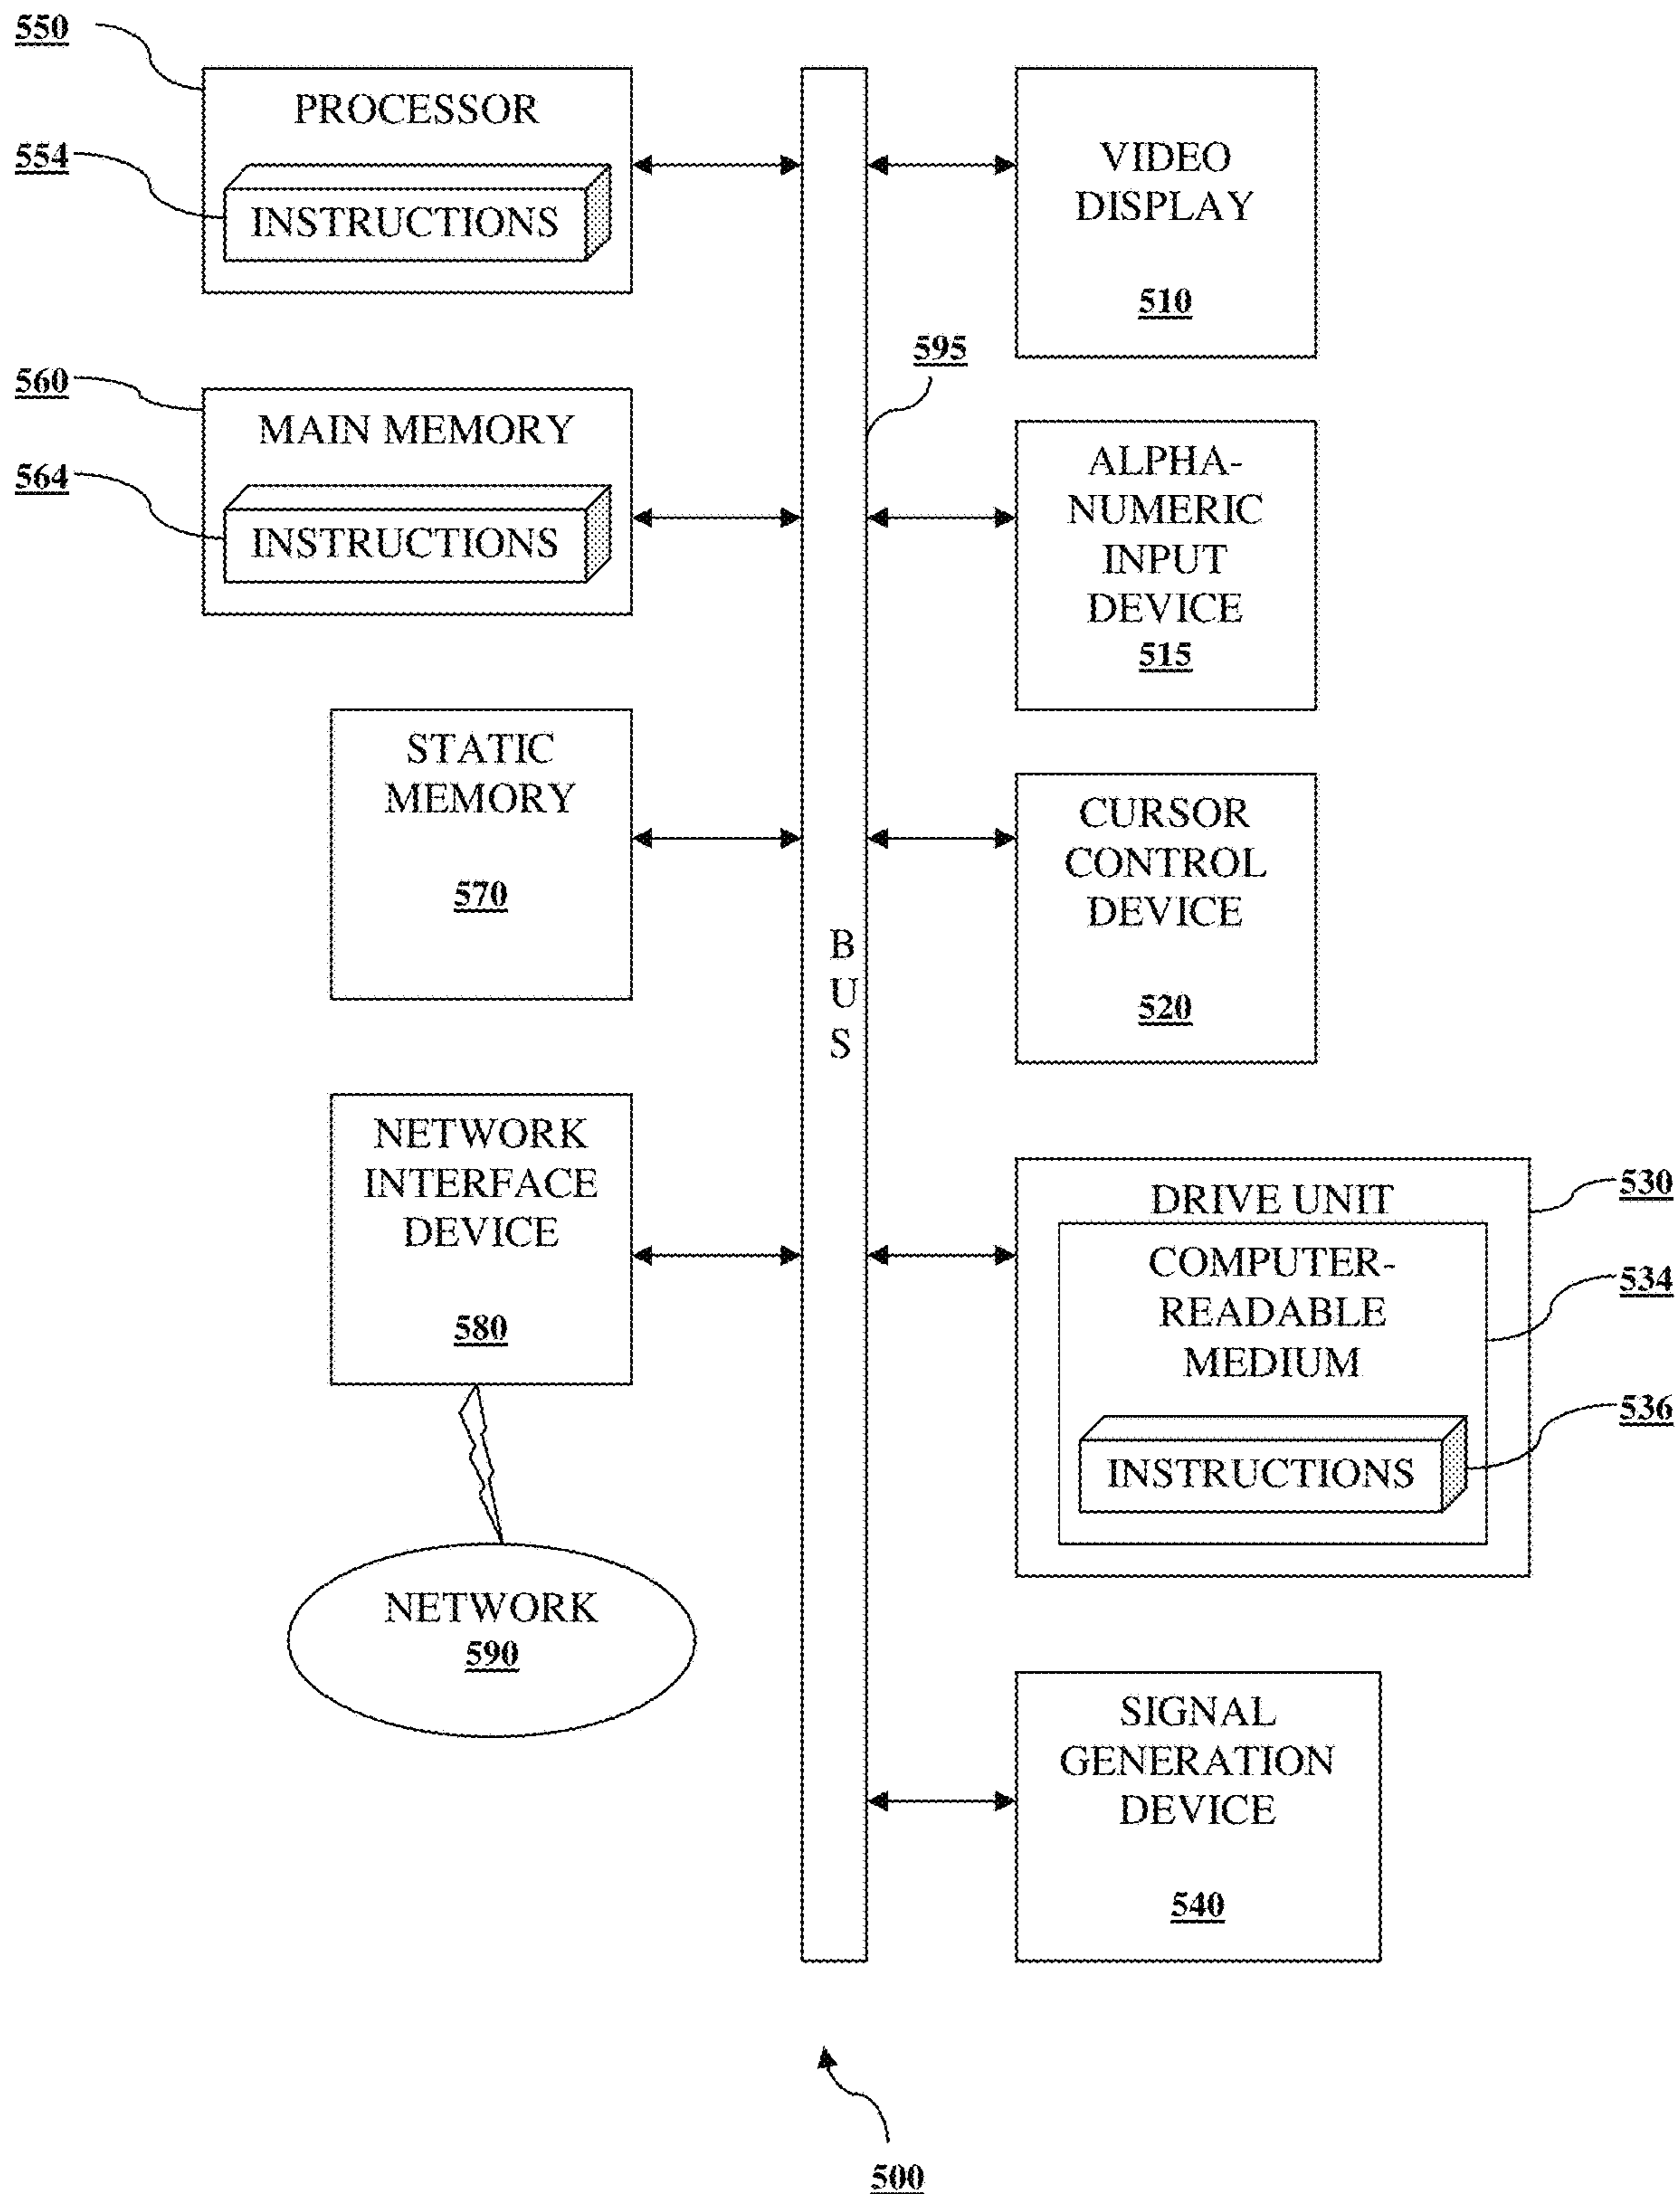 550
PROCESSOR
554
INSTRUCTIONS
560
MAIN MEMORY
564
INSTRUCTIONS
STATIC
MEMORY
570
NETWORK
INTERFACE
DEVICE
580
NETWORK
590
595
B
U
S
VIDEO
DISPLAY
510
ALPHA-
NUMERIC
INPUT
DEVICE
515
CURSOR
CONTROL
DEVICE
520
530
DRIVE UNIT
534
COMPUTER-
READABLE
MEDIUM
536
INSTRUCTIONS
SIGNAL
GENERATION
DEVICE
540
500